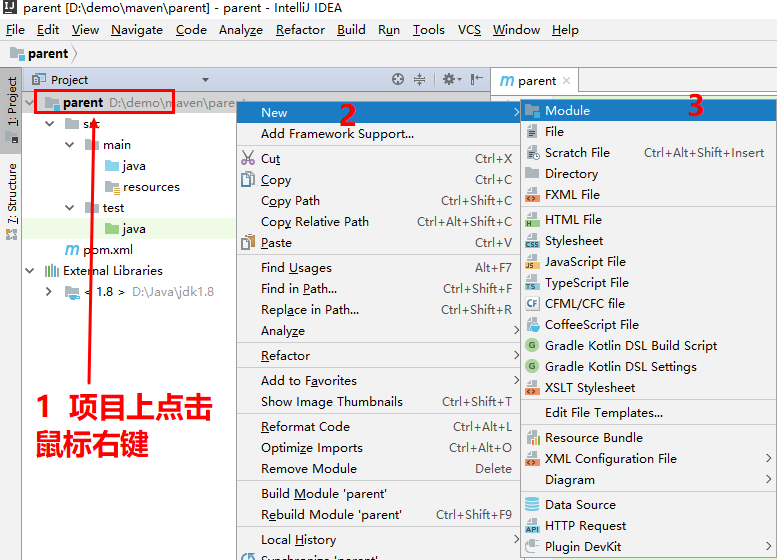 parent [D:\demo\maven\parent] - parent - IntelliJ IDEA
File Edit View Navigate Code Analyze Refactor Build Run Tools VCS Window Help
parent
1: Project
7: Structure
Project
parent D:\demo\maven\paren
src
main
java
resources
test
java
pom.xml
External Libraries
< 1.8 > D:\Java\jdk1.8
1 项目上点击
鼠标右键
New 2
Add Framework Support...
Cut Ctrl+X
Copy Ctrl+C
Copy Path Ctrl+Shift+C
Copy Relative Path Ctrl+Alt+Shift+C
Paste Ctrl+V
Find Usages Alt+F7
Find in Path... Ctrl+Shift+F
Replace in Path... Ctrl+Shift+R
Analyze
Refactor
Add to Favorites
Show Image Thumbnails Ctrl+Shift+T
Reformat Code Ctrl+Alt+L
Optimize Imports Ctrl+Alt+O
Remove Module Delete
Build Module 'parent'
Rebuild Module 'parent' Ctrl+Shift+F9
Local History
Synchronize 'parent'
m parent
Module 3
File
Scratch File Ctrl+Alt+Shift+Insert
Directory
FXML File
HTML File
Stylesheet
JavaScript File
TypeScript File
CFML/CFC file
CoffeeScript File
Gradle Kotlin DSL Build Script
Gradle Kotlin DSL Settings
XSLT Stylesheet
Edit File Templates...
Resource Bundle
XML Configuration File
Diagram
Data Source
HTTP Request
Plugin DevKit